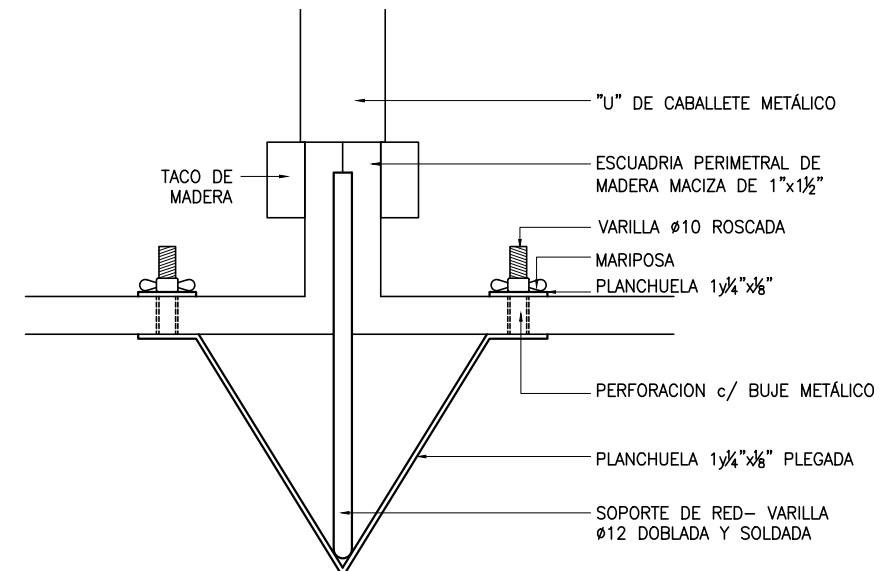 "U" DE CABALLETE METÁLICO
TACO DE
MADERA
ESCUADRIA PERIMETRAL DE
MADERA MACIZA DE 1"x1½"
VARILLA ø10 ROSCADA
MARIPOSA
PLANCHUELA 1y¼"x⅛"
PERFORACION c/ BUJE METÁLICO
PLANCHUELA 1y¼"x⅛" PLEGADA
SOPORTE DE RED- VARILLA
ø12 DOBLADA Y SOLDADA